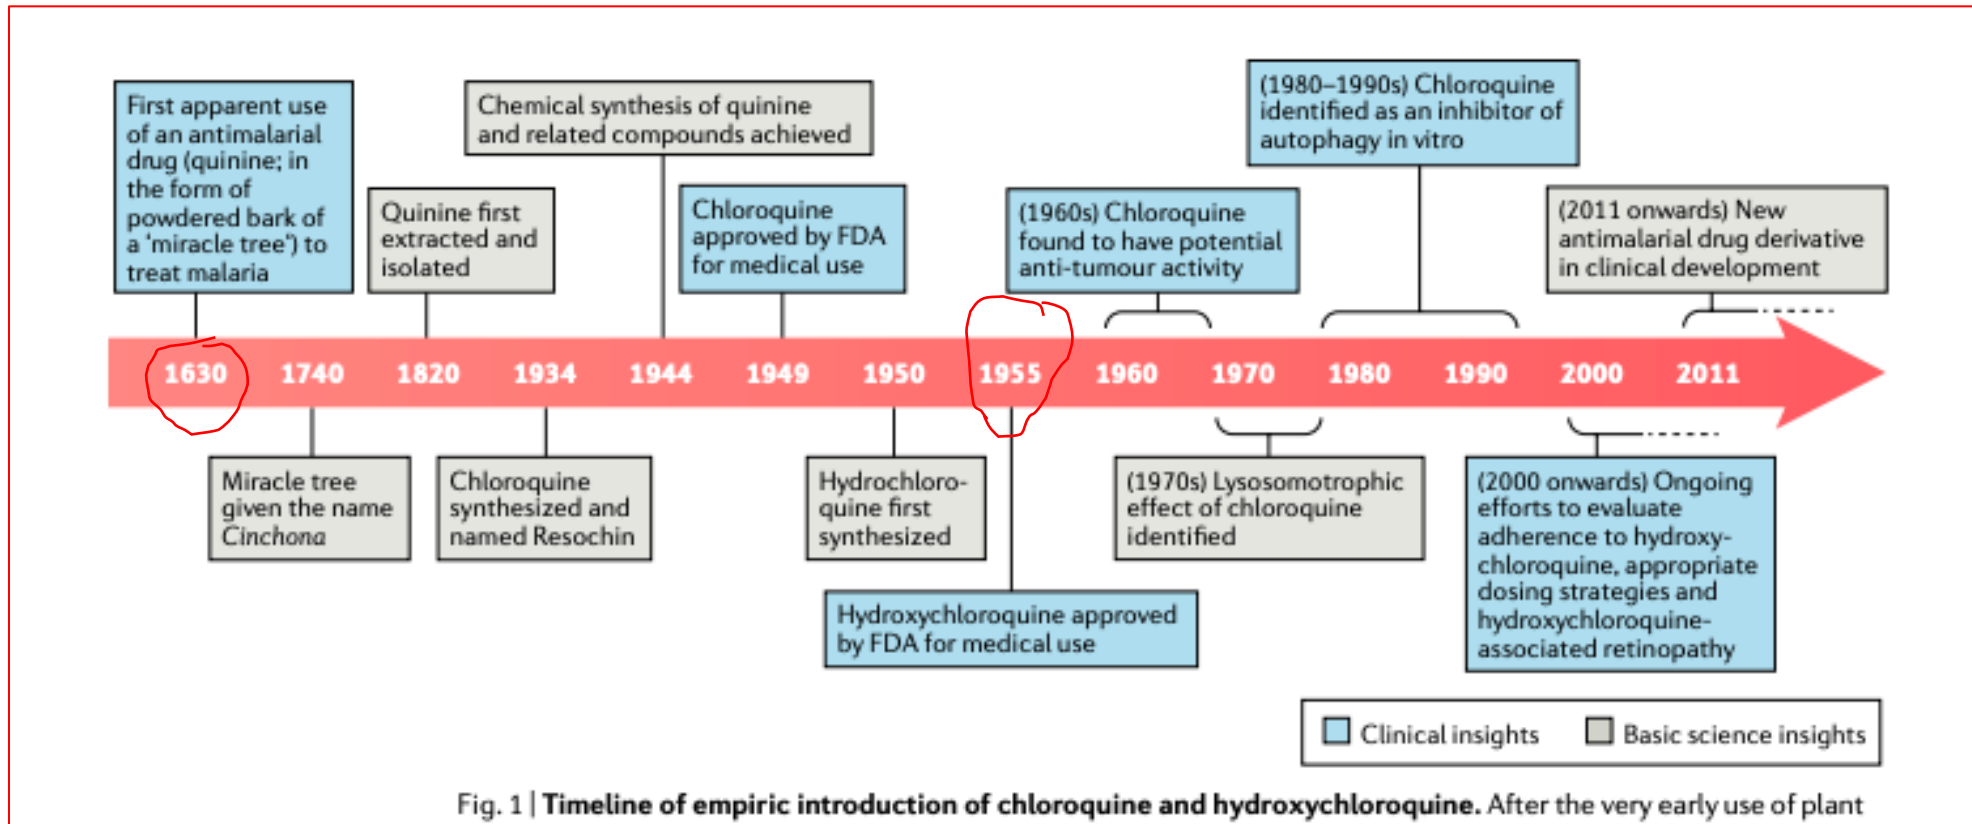 First apparent use
of an antimalarial
drug (quinine; in
the form of
powdered bark of
a ‘miracle tree’) to
treat malaria
Quinine first
extracted and
isolated
Chemical synthesis of quinine
and related compounds achieved
Chloroquine
approved by FDA
for medical use
(1960s) Chloroquine
found to have potential
anti-tumour activity
(1980–1990s) Chloroquine
identified as an inhibitor of
autophagy in vitro
(2011 onwards) New
antimalarial drug derivative
in clinical development
1630 1740 1820 1934 1944 1949 1950 1955 1960 1970 1980 1990 2000 2011
Miracle tree
given the name
Cinchona
Chloroquine
synthesized and
named Resochin
Hydrochloro-
quine first
synthesized
Hydroxychloroquine approved
by FDA for medical use
(1970s) Lysosomotrophic
effect of chloroquine
identified
(2000 onwards) Ongoing
efforts to evaluate
adherence to hydroxy-
chloroquine, appropriate
dosing strategies and
hydroxychloroquine-
associated retinopathy
Clinical insights
Basic science insights
Fig. 1 | Timeline of empiric introduction of chloroquine and hydroxychloroquine. After the very early use of plant